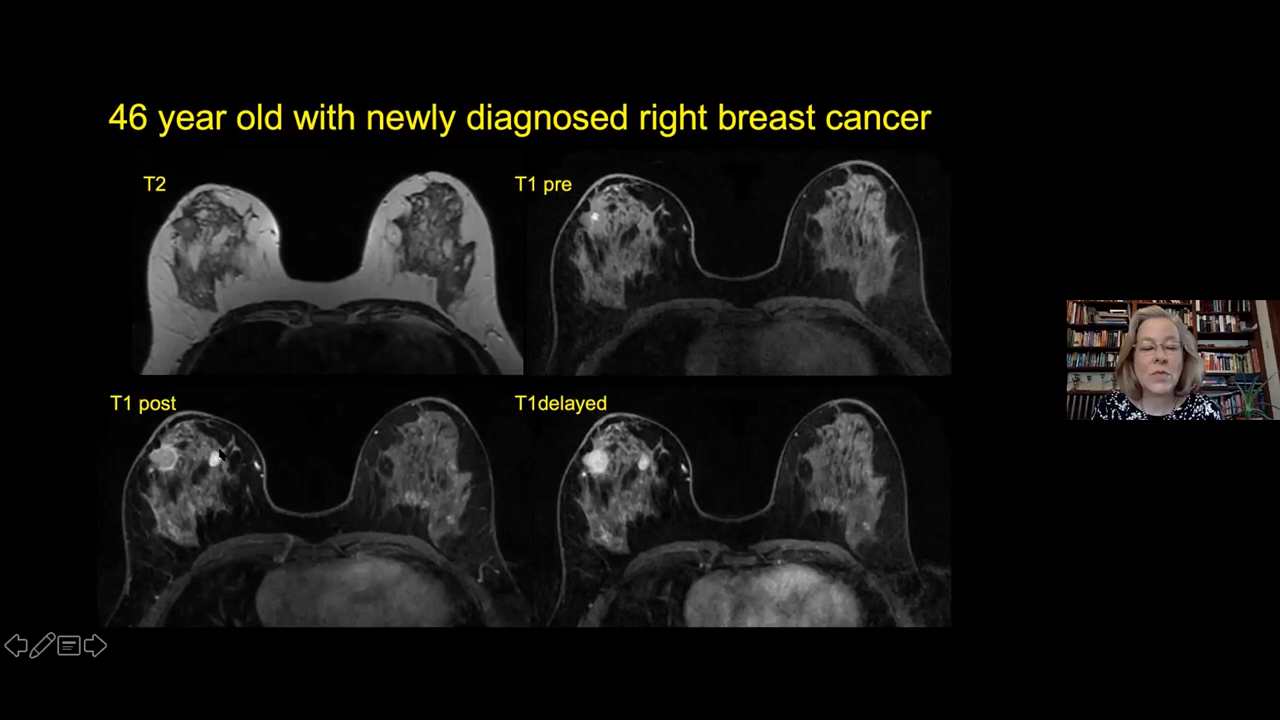 46 year old with newly diagnosed right breast cancer
T2
T1 pre
T1 post
T1delayed